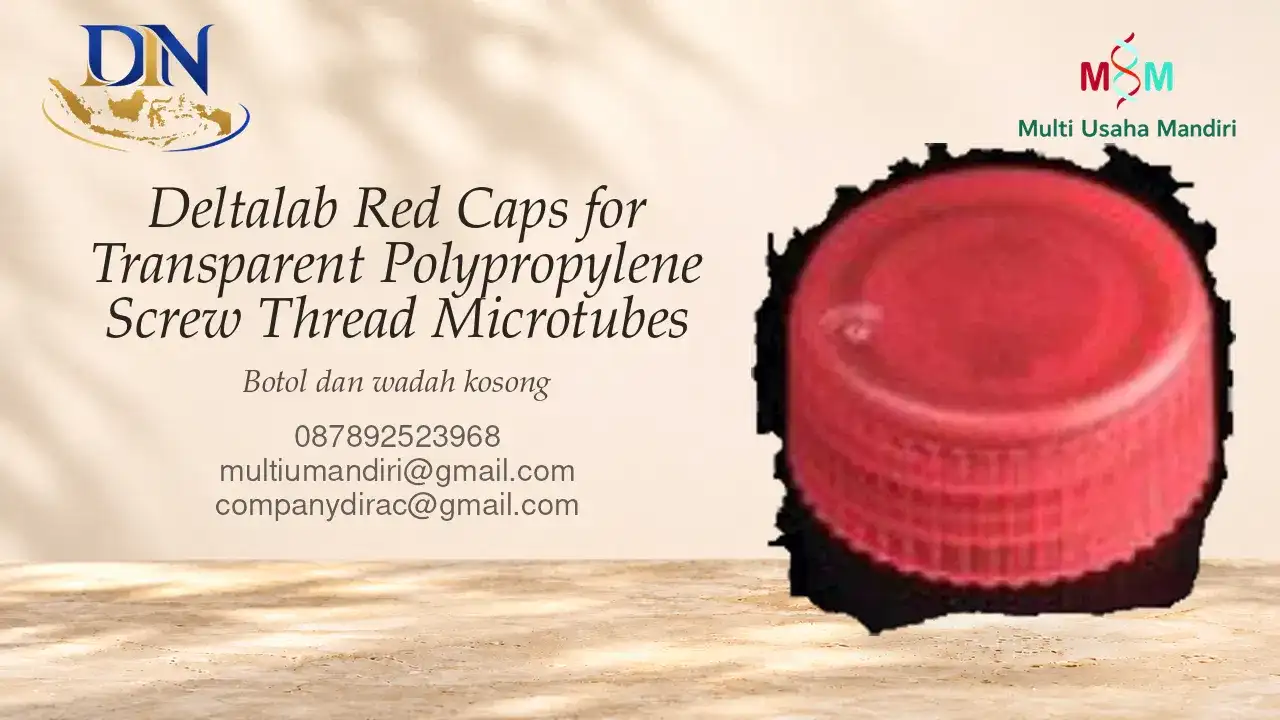 DIN
MSM
Multi Usaha Mandiri
Deltalab Red Caps for
Transparent Polypropylene
Screw Thread Microtubes
Botol dan wadah kosong
087892523968
multiumandiri@gmail.com
companydirac@gmail.com